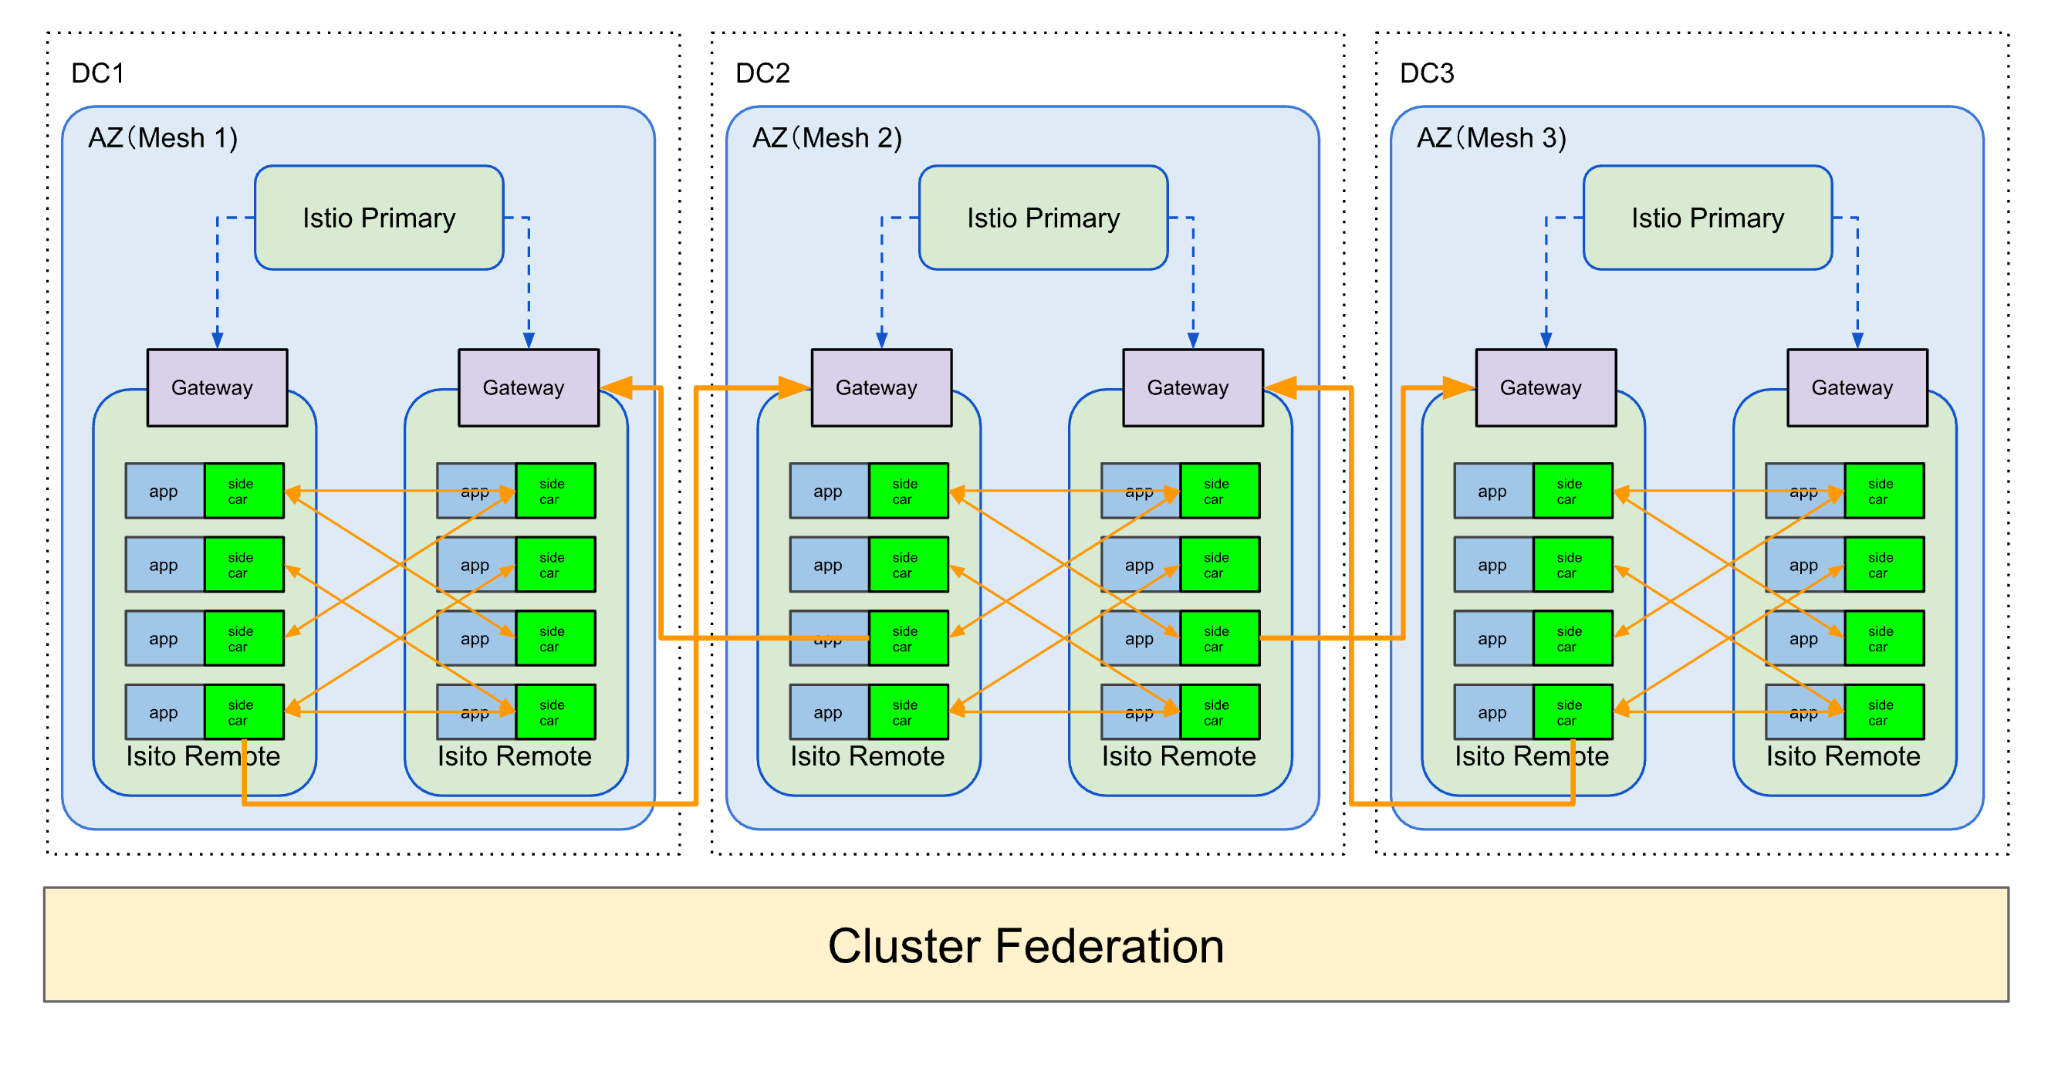 DC1
AZ（Mesh 1)
Istio Primary
Gateway
Gateway
app
side
car
app
side
car
app
side
car
app
side
car
app
side
car
app
side
car
app
side
car
app
side
car
Isito Remote
Isito Remote
DC2
AZ（Mesh 2)
Istio Primary
Gateway
Gateway
app
side
car
app
side
car
app
side
car
app
side
car
app
side
car
app
side
car
app
side
car
app
side
car
Isito Remote
Isito Remote
DC3
AZ（Mesh 3)
Istio Primary
Gateway
Gateway
app
side
car
app
side
car
app
side
car
app
side
car
app
side
car
app
side
car
app
side
car
app
side
car
Isito Remote
Isito Remote
Cluster Federation